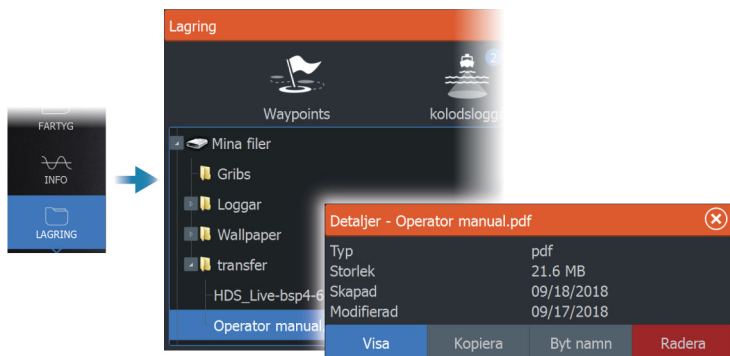 FARTYG
INFO
LAGRING
Lagring
2
Waypoints
Mina filer
Gribs
Loggar
Wallpaper
transfer
HDS_Live-bsp4-6
Operator manual.
Detaljer - Operator manual.pdf
Typ pdf
Storlek 21.6 MB
Skapad 09/18/2018
Modifierad 09/17/2018
Visa Kopiera Byt namn Radera